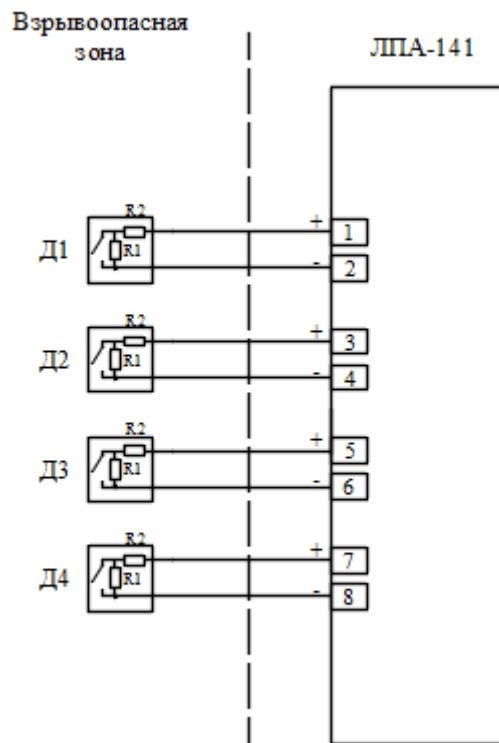 Взрывоопасная
зона
ЛПА-141
Д1
R2
R1
+
1
-
2
Д2
R2
R1
+
3
-
4
Д3
R2
R1
+
5
-
6
Д4
R2
R1
+
7
-
8